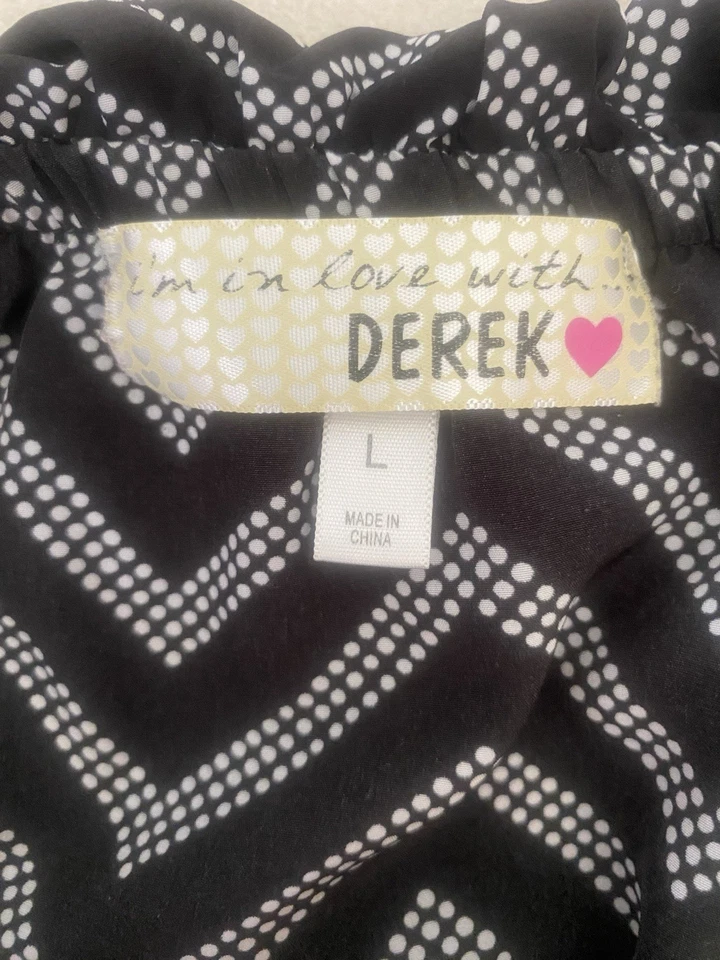 i'm in love with...
DEREK
L
MADE IN
CHINA